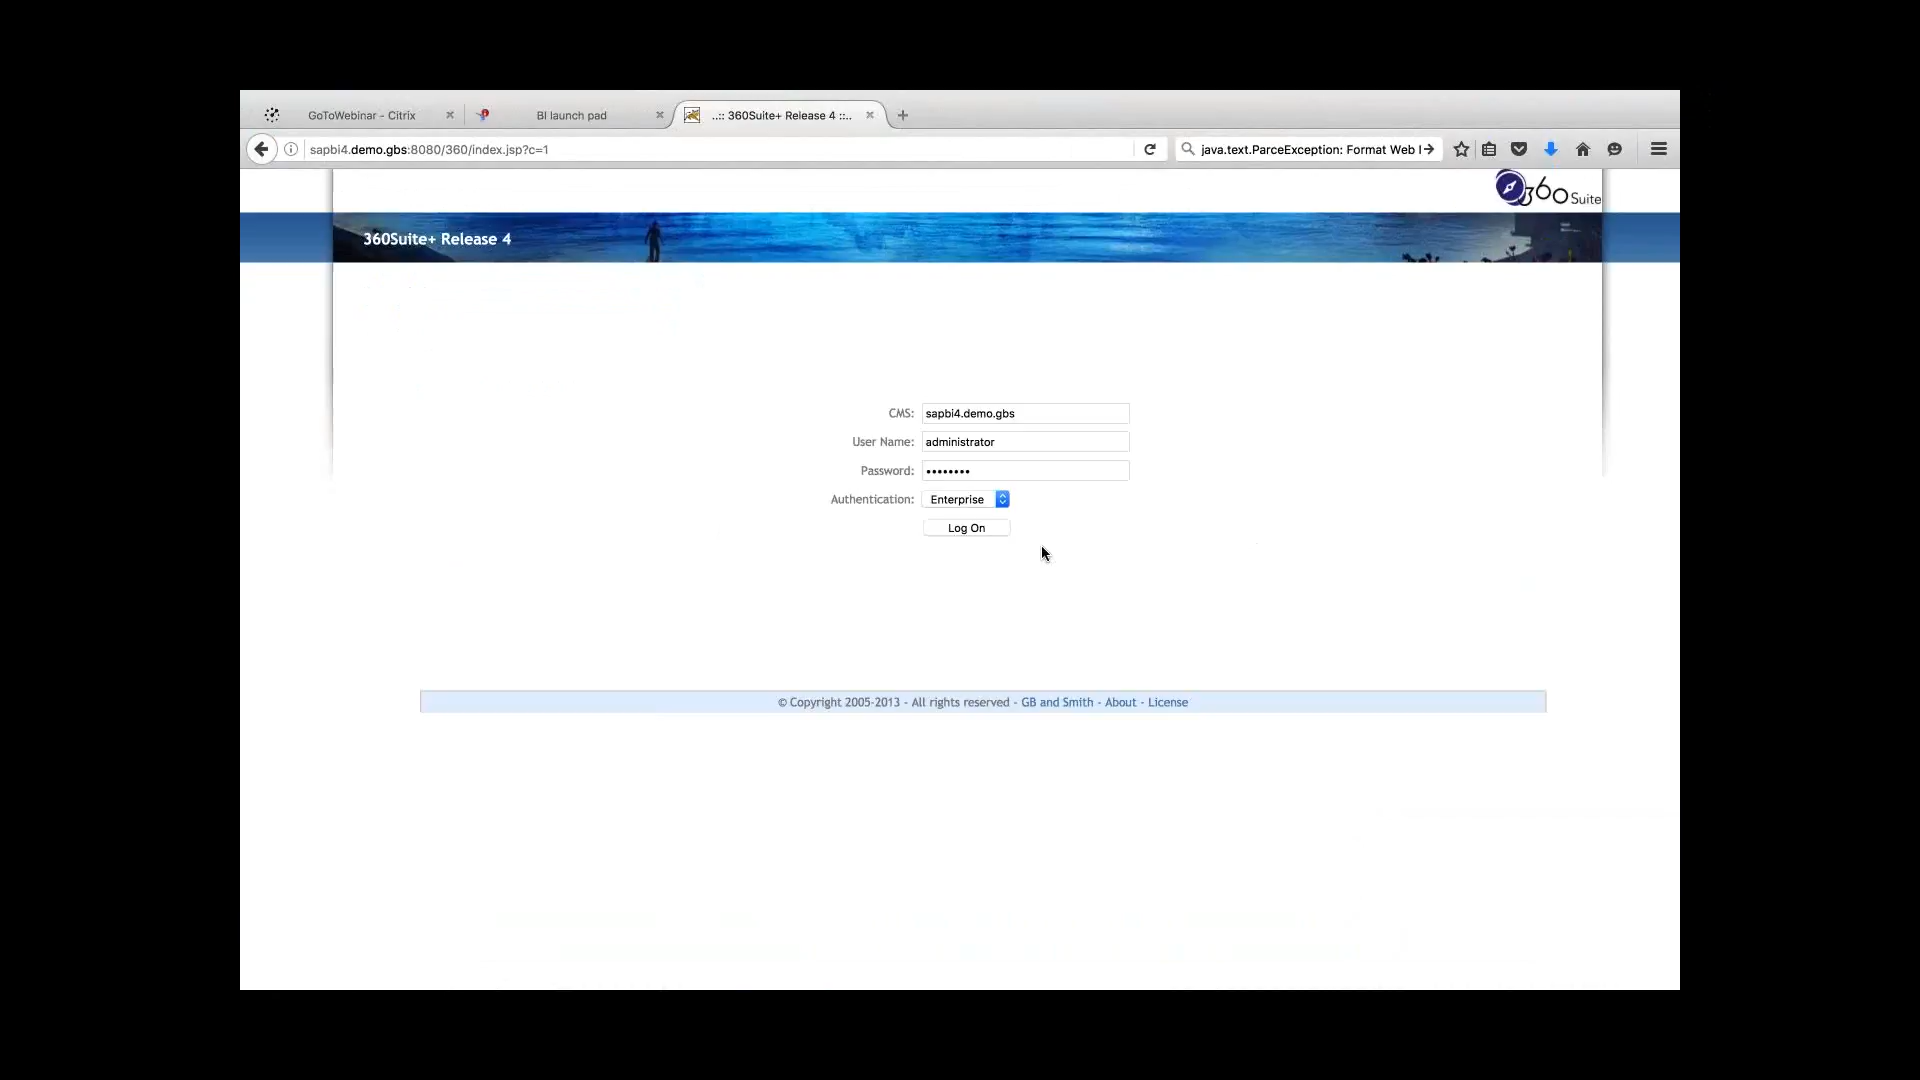 GoToWebinar - Citrix
BI launch pad
..:: 360Suite+ Release 4 ::..
sapbi4.demo.gbs:8080/360/index.jsp?c=1
java.text.ParceException: Format Web I
360 Suite
360Suite+ Release 4
CMS: sapbi4.demo.gbs
User Name: administrator
Password: ••••••••
Authentication: Enterprise
Log On
© Copyright 2005-2013 - All rights reserved - GB and Smith - About - License